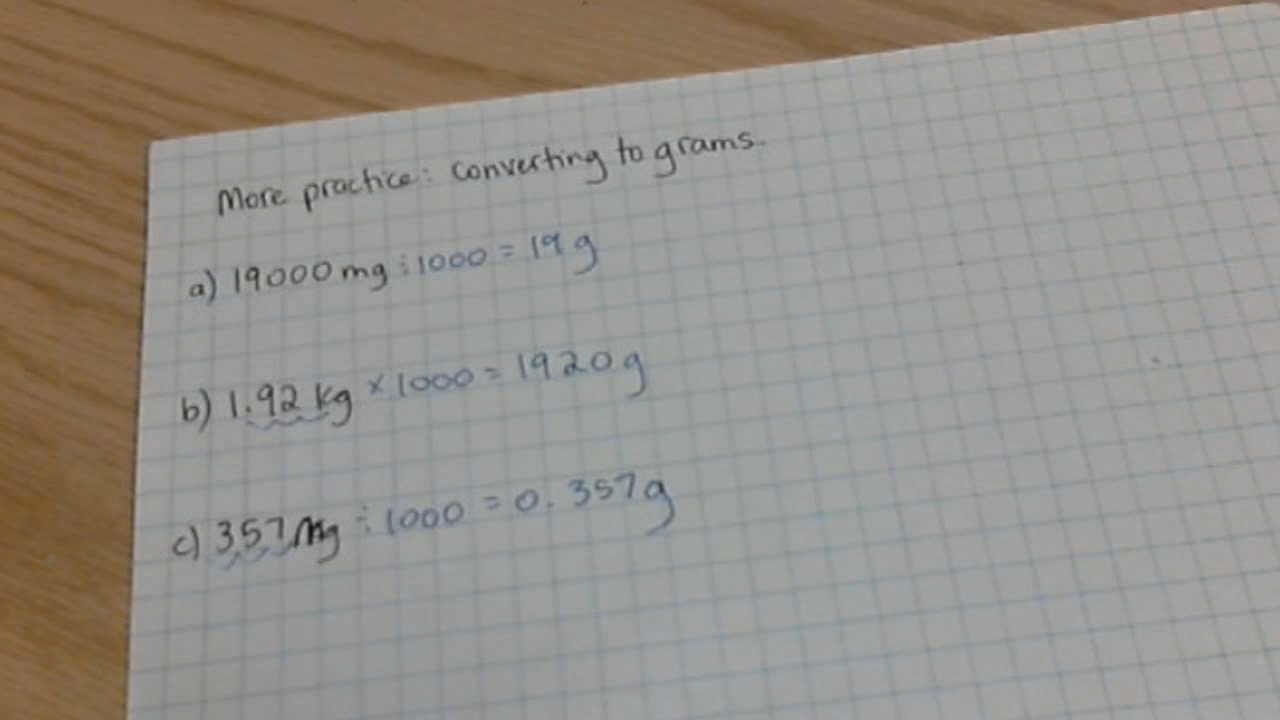 More practice: converting to grams.
a) 19000 mg ÷ 1000 = 19 g
b) 1.92 kg × 1000 = 1920 g
c) 357 mg ÷ 1000 = 0.357 g